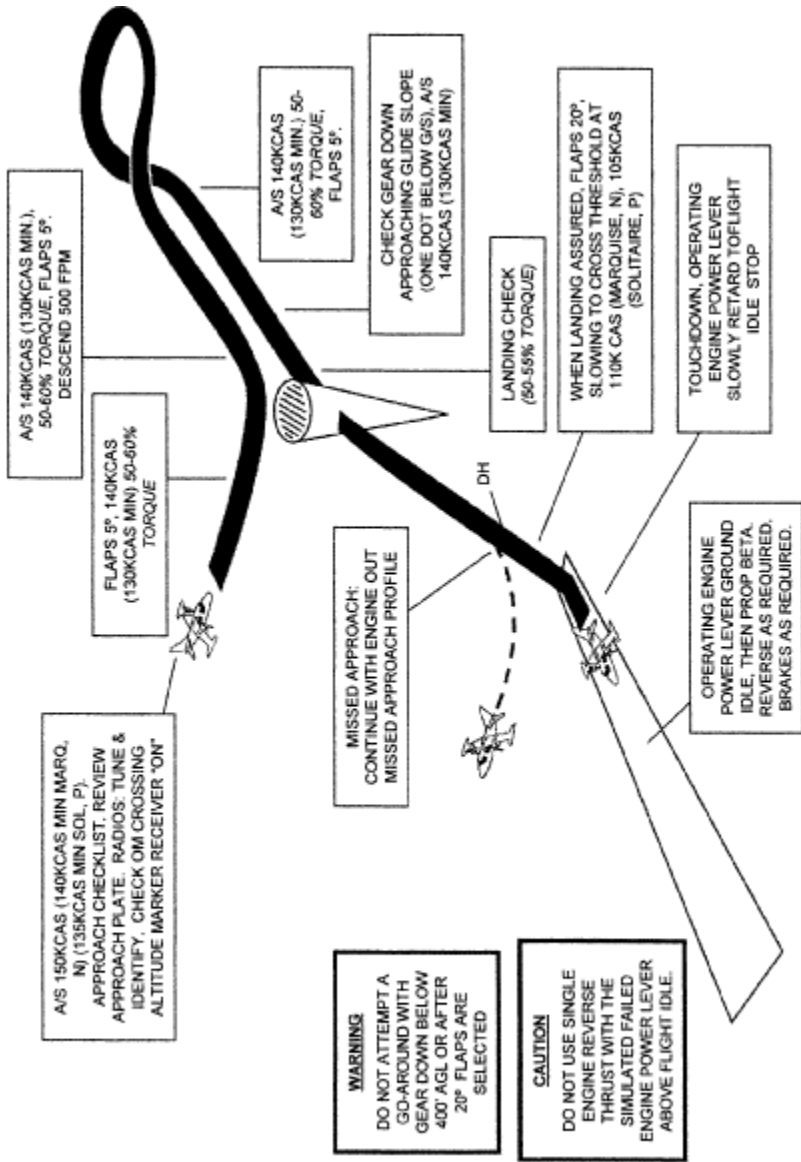 A/S 150KCAS (140KCAS MIN MARQ,
N) (135KCAS MIN SOL, P).
APPROACH CHECKLIST, REVIEW
APPROACH PLATE. RADIOS: TUNE &
IDENTIFY, CHECK OM CROSSING
ALTITUDE MARKER RECEIVER "ON"
FLAPS 5º, 140KCAS
(130KCAS MIN) 50-60%
TORQUE
A/S 140KCAS (130KCAS MIN.),
50-60% TORQUE, FLAPS 5º.
DESCEND 500 FPM
A/S 140KCAS
(130KCAS MIN.) 50-
60% TORQUE,
FLAPS 5º.
CHECK GEAR DOWN
APPROACHING GLIDE SLOPE
(ONE DOT BELOW G/S), A/S
140KCAS (130KCAS MIN)
LANDING CHECK
(50-55% TORQUE)
DH
MISSED APPROACH:
CONTINUE WITH ENGINE OUT
MISSED APPROACH PROFILE
WHEN LANDING ASSURED, FLAPS 20º,
SLOWING TO CROSS THRESHOLD AT
110K CAS (MARQUISE, N), 105KCAS
(SOLITAIRE, P)
TOUCHDOWN, OPERATING
ENGINE POWER LEVER
SLOWLY RETARD TOFLIGHT
IDLE STOP
OPERATING ENGINE
POWER LEVER GROUND
IDLE, THEN PROP BETA.
REVERSE AS REQUIRED,
BRAKES AS REQUIRED.
WARNING
DO NOT ATTEMPT A
GO-AROUND WITH
GEAR DOWN BELOW
400' AGL OR AFTER
20º FLAPS ARE
SELECTED
CAUTION
DO NOT USE SINGLE
ENGINE REVERSE
THRUST WITH THE
SIMULATED FAILED
ENGINE POWER LEVER
ABOVE FLIGHT IDLE.